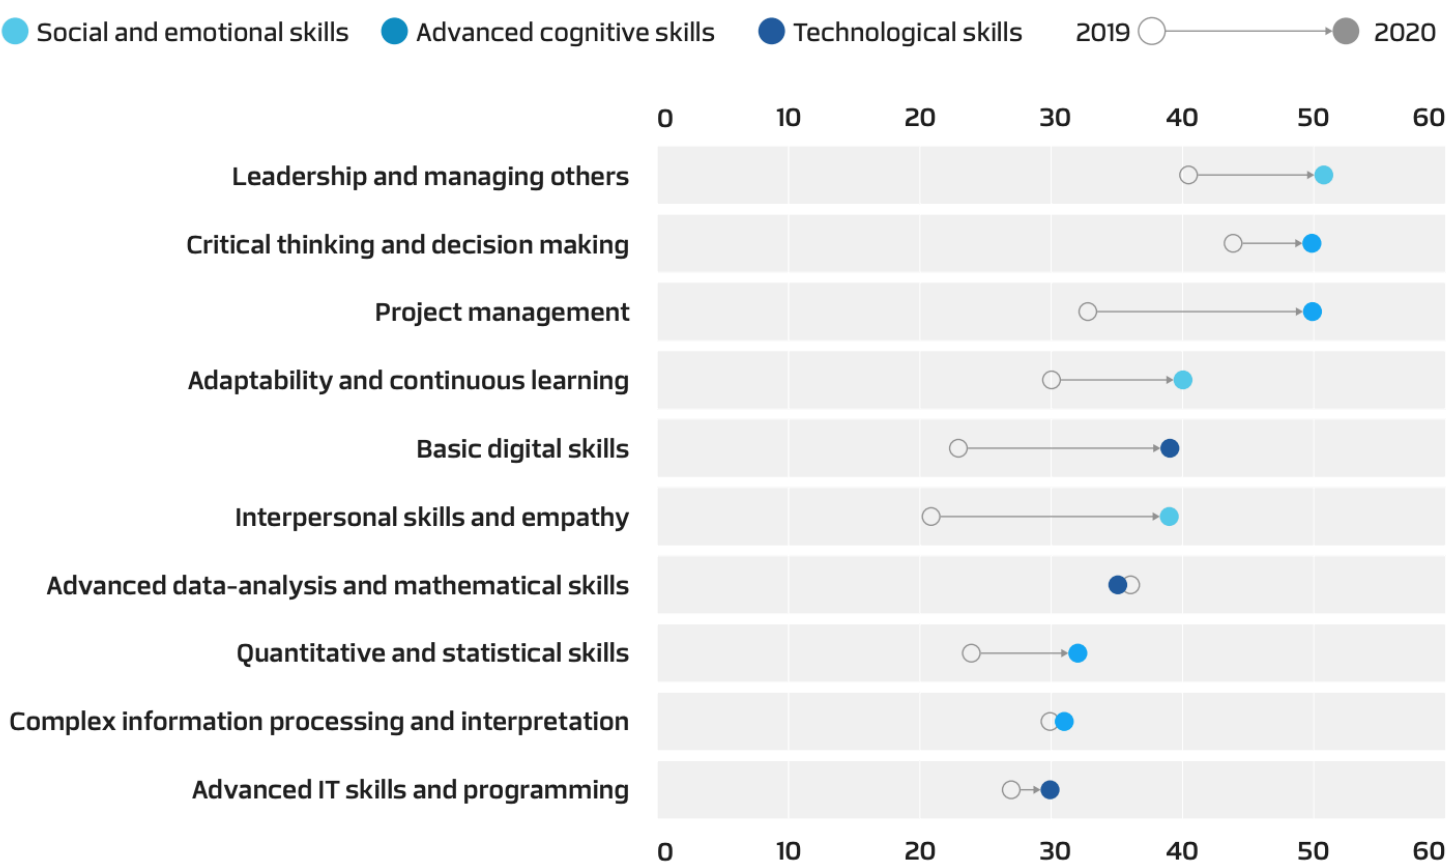 Social and emotional skills Advanced cognitive skills Technological skills 2019 2020
0 10 20 30 40 50 60
Leadership and managing others
Critical thinking and decision making
Project management
Adaptability and continuous learning
Basic digital skills
Interpersonal skills and empathy
Advanced data-analysis and mathematical skills
Quantitative and statistical skills
Complex information processing and interpretation
Advanced IT skills and programming
0 10 20 30 40 50 60